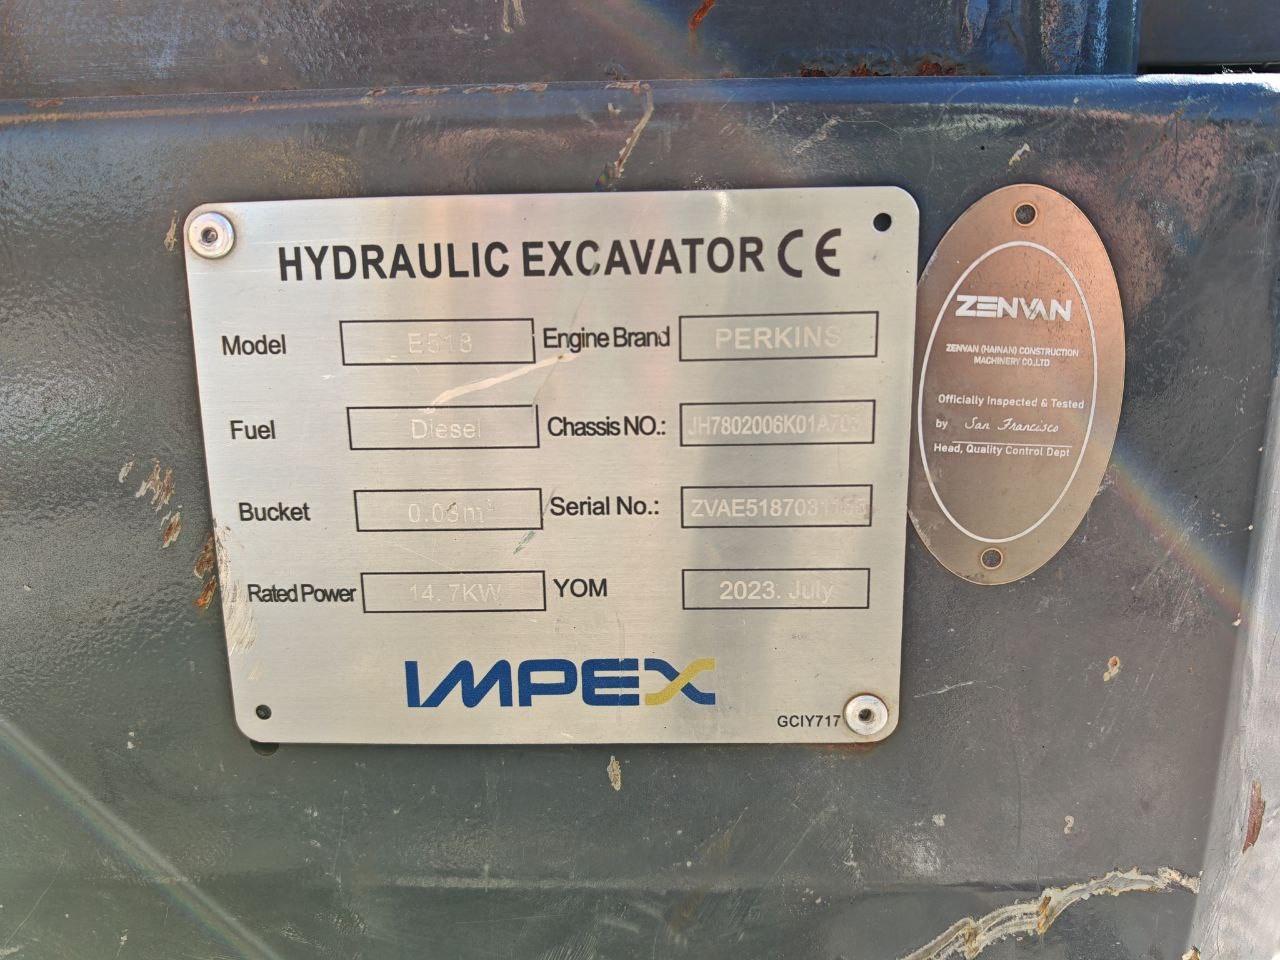 HYDRAULIC EXCAVATOR CE
Model E518 Engine Brand PERKINS
Fuel Diesel Chassis NO.:
Bucket Serial No.:
Rated Power 14.7KW YOM 2023. July
IMPEX
GCIY717
ZENVAN
ZENVAN (HAINAN) CONSTRUCTION
MACHINERY CO.,LTD
Officially Inspected & Tested
by San Francisco
Head, Quality Control Dept